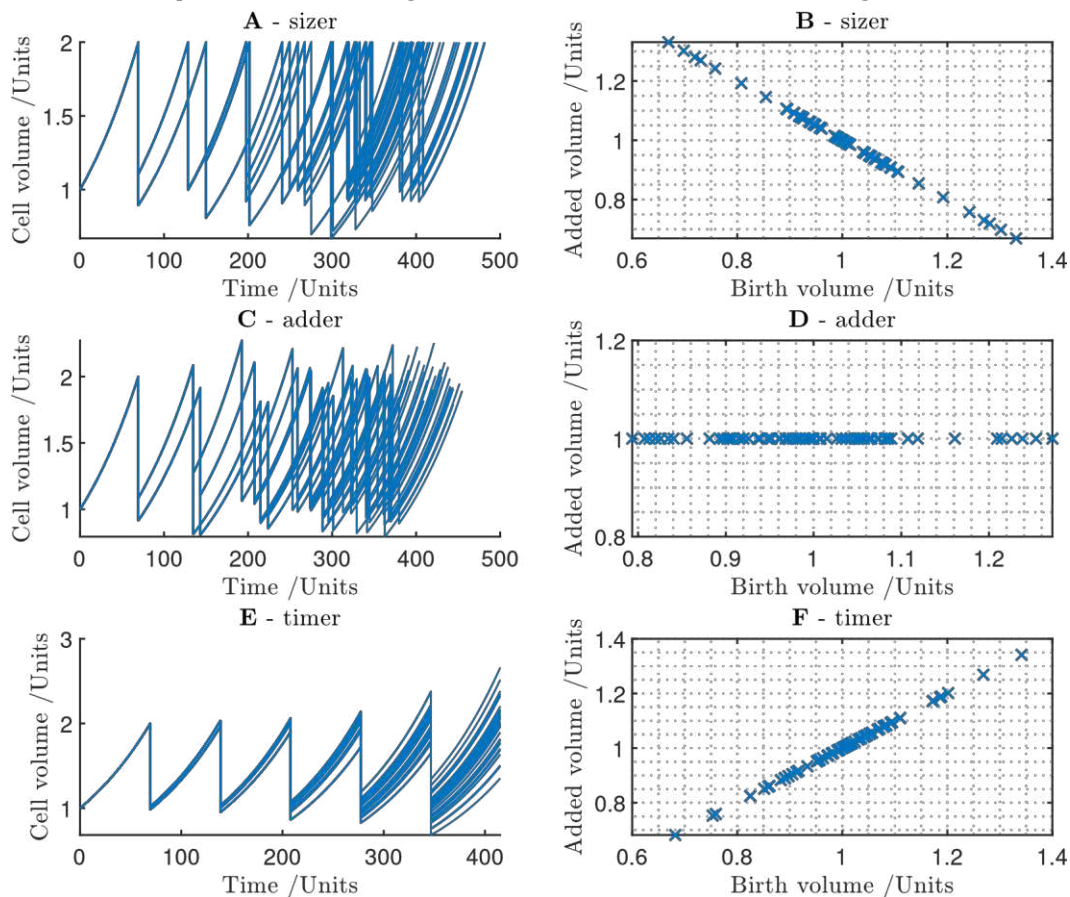 A - sizer
Cell volume /Units
2
1.5
1
0
100
200
300
400
500
Time /Units
B - sizer
Added volume /Units
1.2
1
0.8
0.6
0.8
1
1.2
1.4
Birth volume /Units
C - adder
Cell volume /Units
2
1.5
1
0
100
200
300
400
500
Time /Units
D - adder
Added volume /Units
1.2
1
0.8
0.8
0.9
1
1.1
1.2
Birth volume /Units
E - timer
Cell volume /Units
3
2
1
0
100
200
300
400
Time /Units
F - timer
Added volume /Units
1.4
1.2
1
0.8
0.6
0.8
1
1.2
1.4
Birth volume /Units